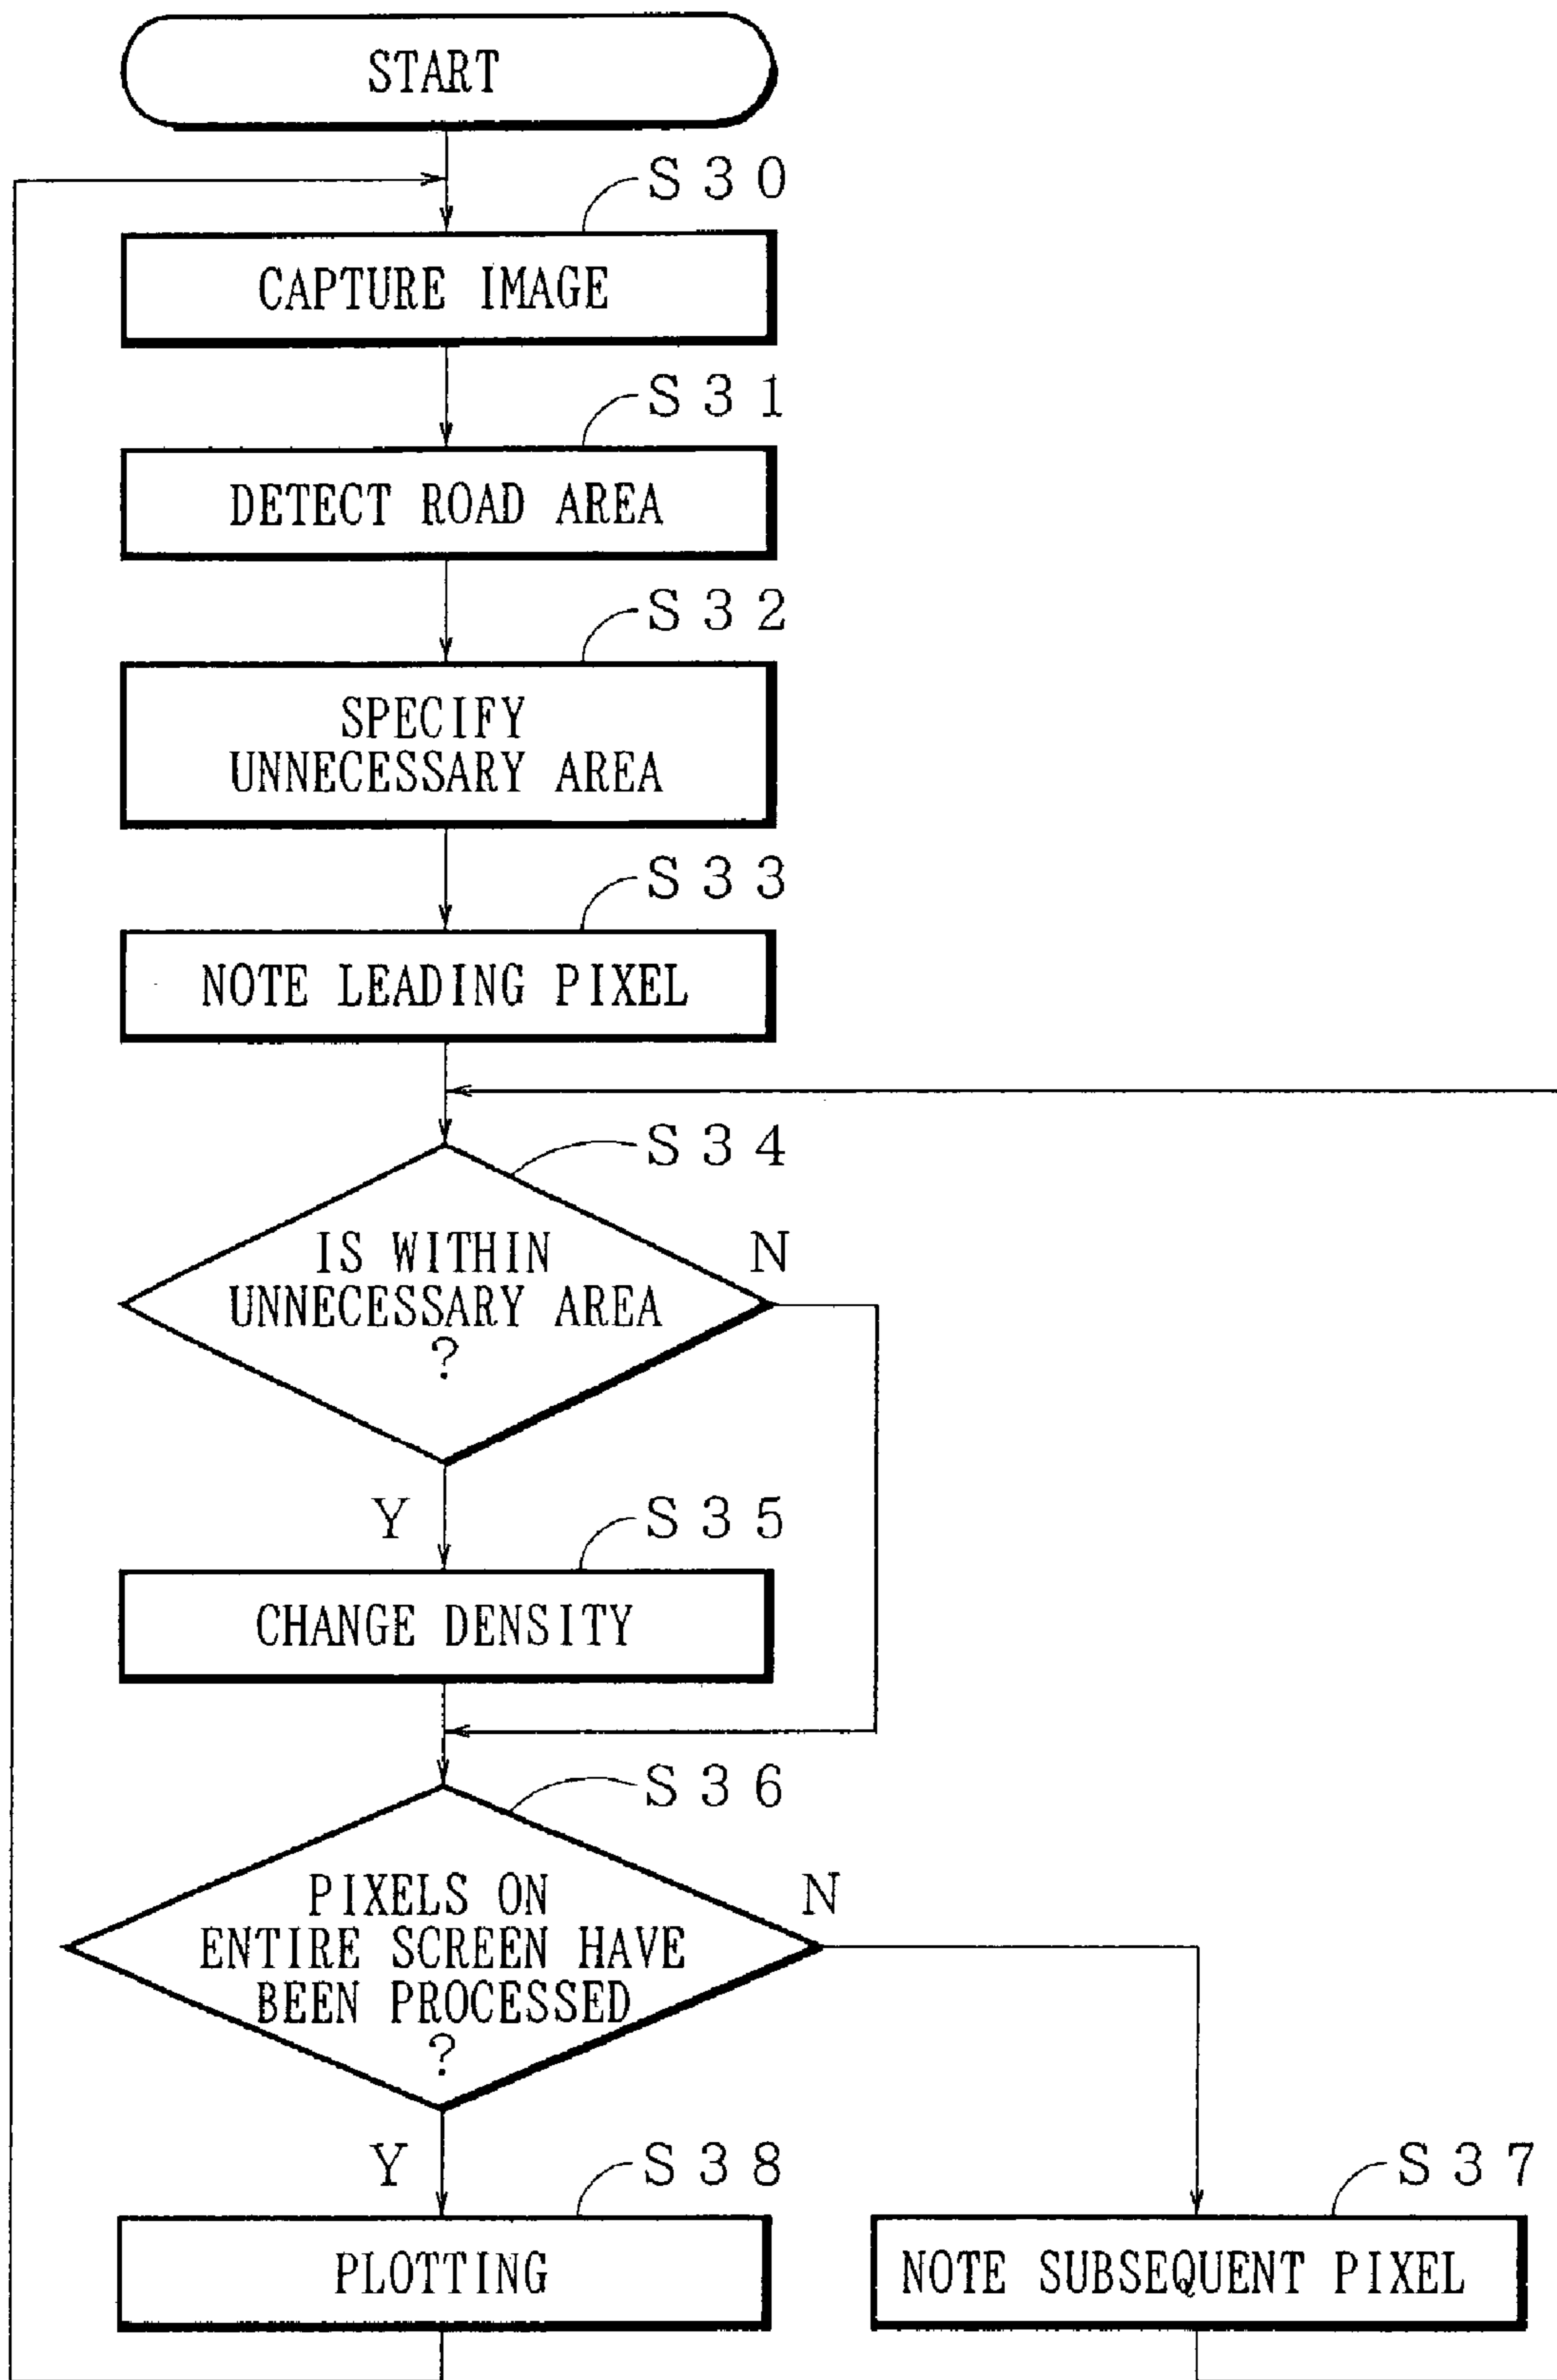 START
S30
CAPTURE IMAGE
S31
DETECT ROAD AREA
S32
SPECIFY
UNNECESSARY AREA
S33
NOTE LEADING PIXEL
S34
IS WITHIN
UNNECESSARY AREA
?
N
Y
S35
CHANGE DENSITY
S36
PIXELS ON
ENTIRE SCREEN HAVE
BEEN PROCESSED
?
N
Y
S38
PLOTTING
S37
NOTE SUBSEQUENT PIXEL